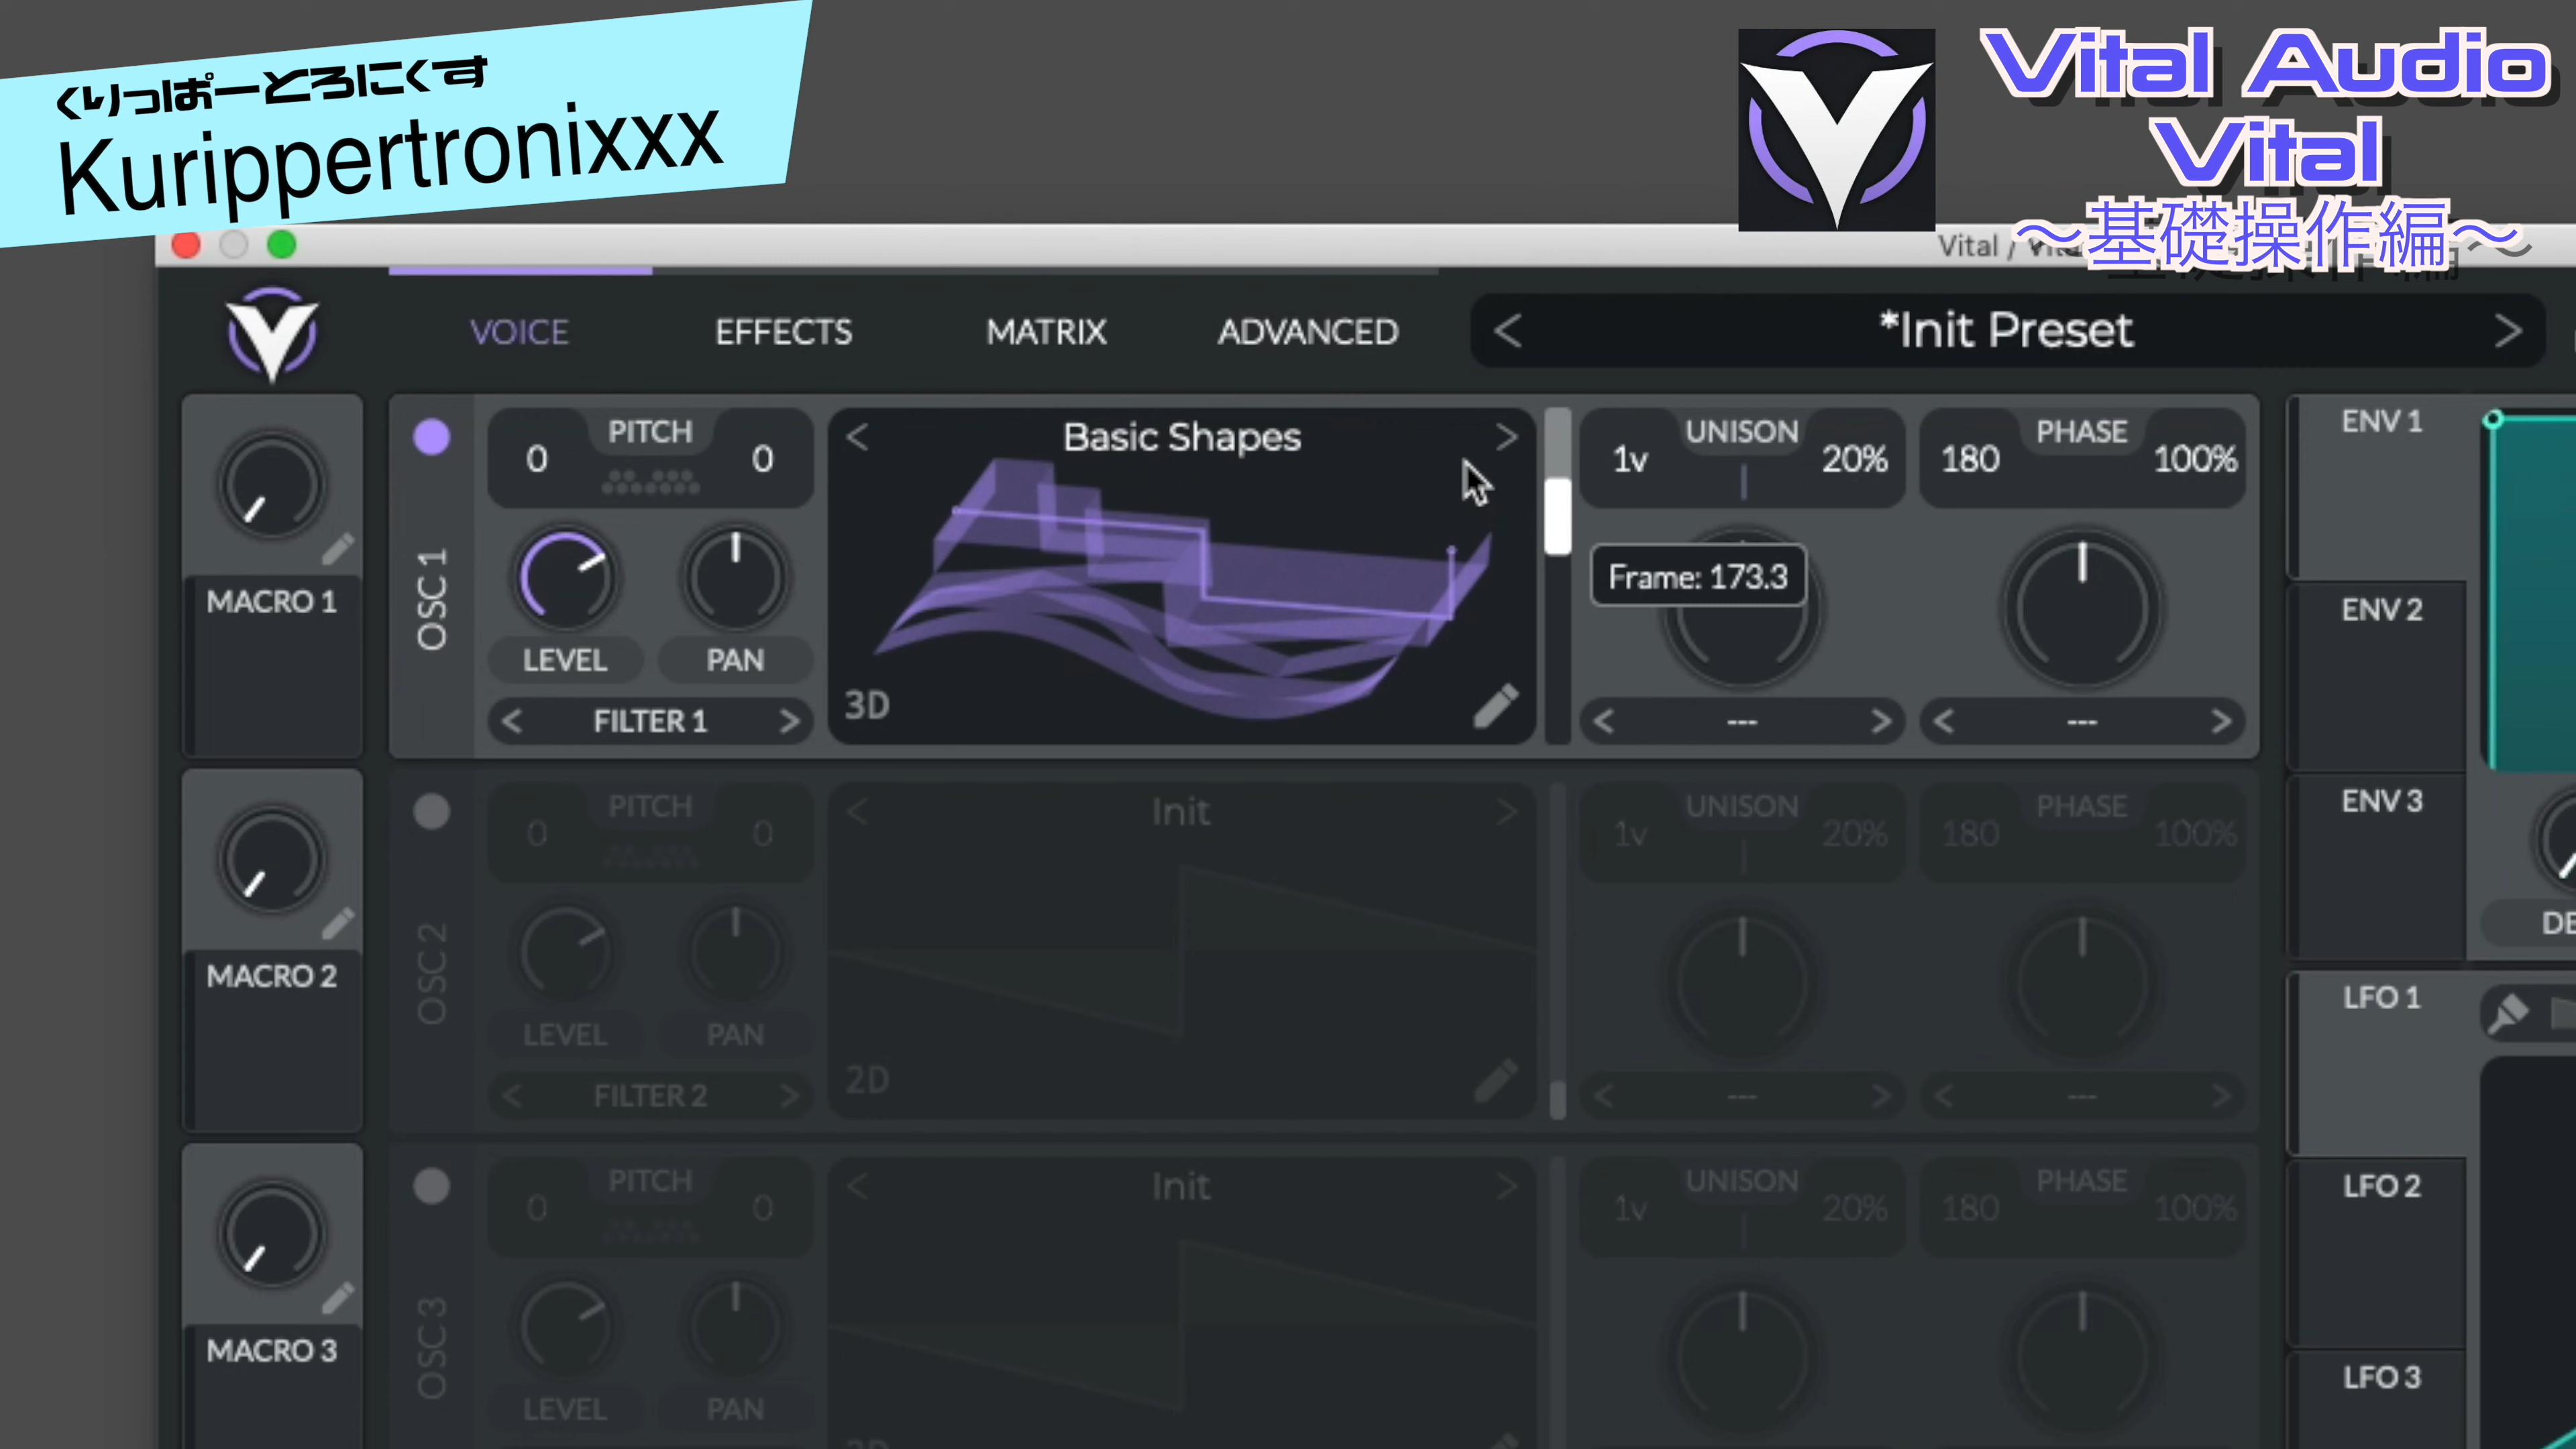 くりっぱーとろにくす
Kurippertronixxx
Vital Audio
Vital
～基礎操作編～
Vital /
VOICE EFFECTS MATRIX ADVANCED
*Init Preset
MACRO 1
OSC 1
0 PITCH 0
LEVEL PAN
FILTER 1
Basic Shapes
3D
1v UNISON 20%
180 PHASE 100%
Frame: 173.3
---
---
ENV 1
ENV 2
ENV 3
MACRO 2
OSC 2
0 PITCH 0
LEVEL PAN
FILTER 2
Init
2D
1v UNISON 20%
180 PHASE 100%
---
---
LFO 1
LFO 2
LFO 3
MACRO 3
OSC 3
0 PITCH 0
LEVEL PAN
Init
1v UNISON 20%
180 PHASE 100%